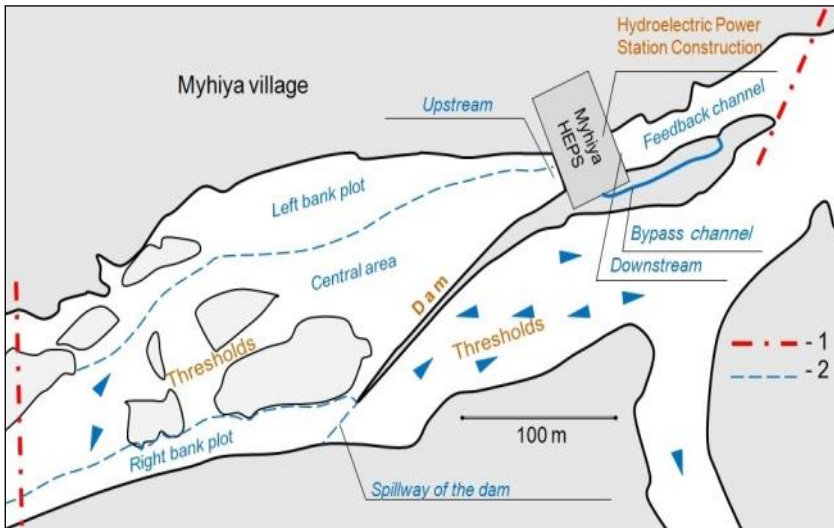 Hydroelectric Power
Station Construction
Myhiya village
Upstream
Myhiya
HEPS
Feedback channel
Left bank plot
Bypass channel
Central area
Downstream
Dam
Thresholds
Thresholds
- 1
- 2
100 m
Right bank plot
Spillway of the dam